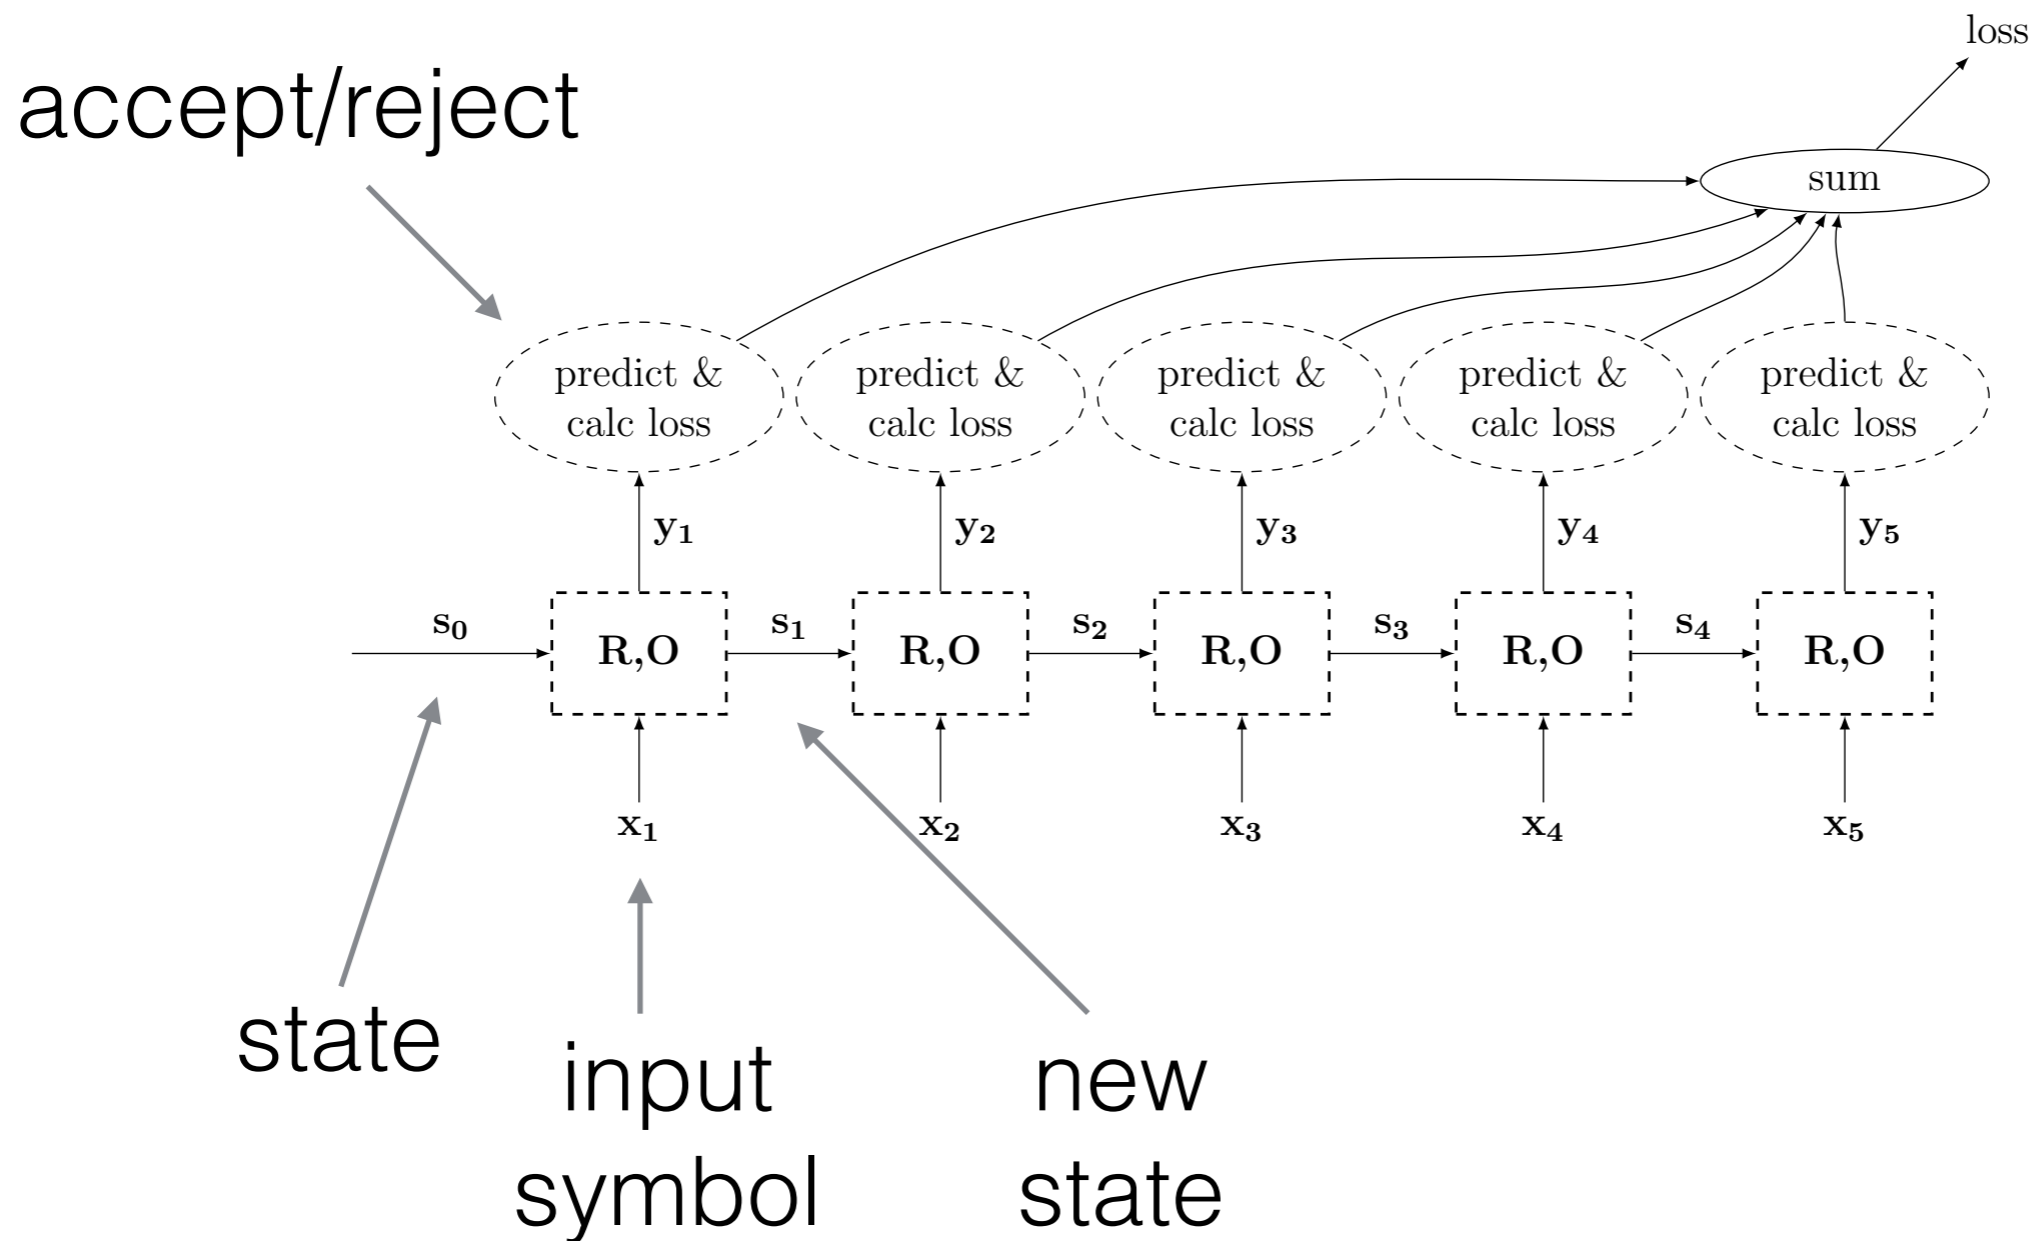 loss
accept/reject
sum
predict & predict & predict & predict & predict &
calc loss calc loss calc loss calc loss calc loss
y₁ y₂ y₃ y₄ y₅
s₀ s₁ s₂ s₃ s₄
R,O R,O R,O R,O R,O
x₁ x₂ x₃ x₄ x₅
state
input
symbol
new
state